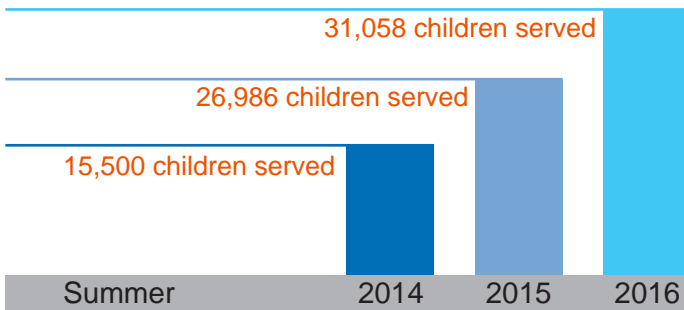 31,058 children served
26,986 children served
15,500 children served
Summer 2014 2015 2016